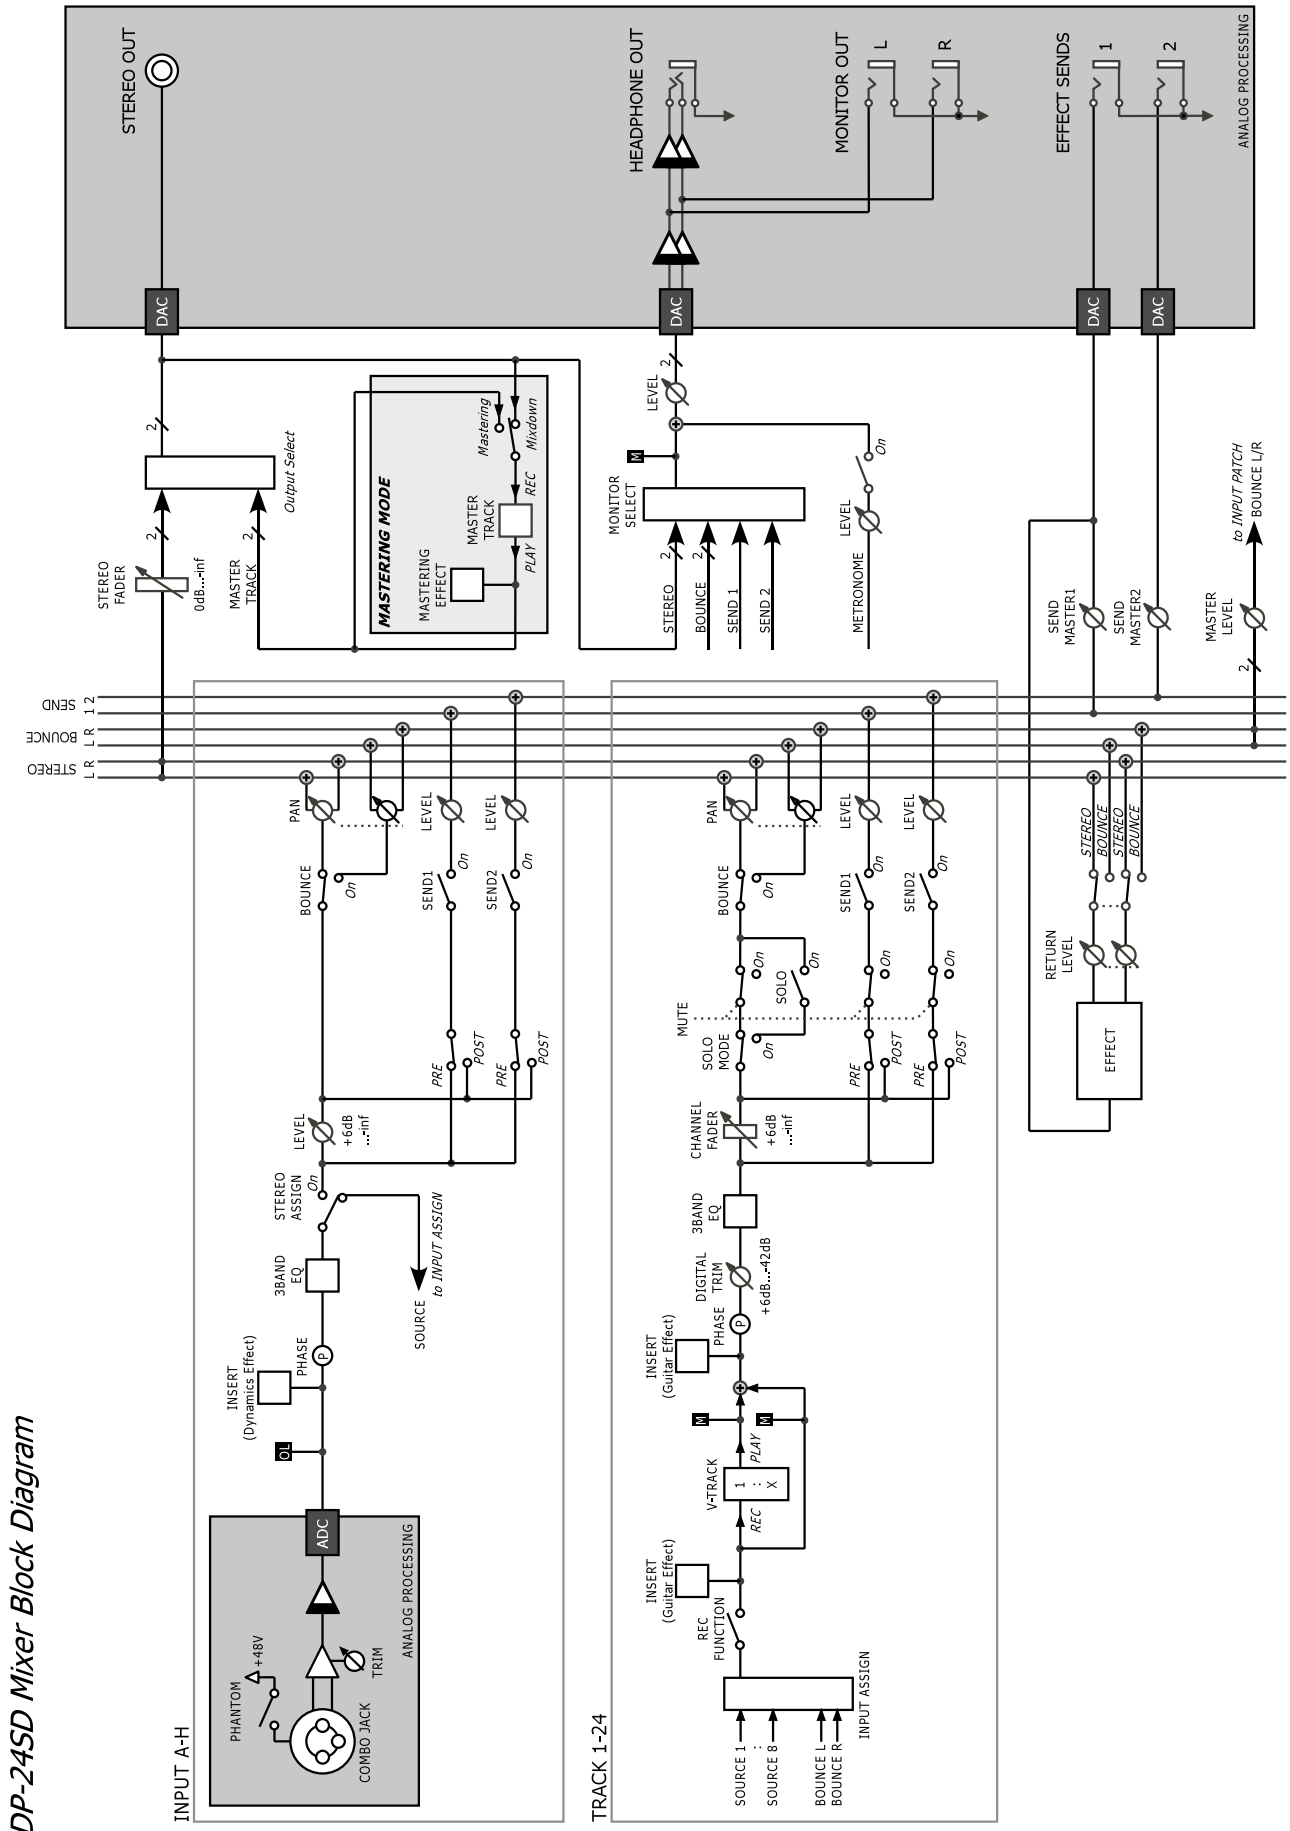 DP-24SD Mixer Block Diagram
INPUT A-H
PHANTOM
+48V
COMBO JACK
TRIM
ANALOG PROCESSING
ADC
OL
INSERT
(Dynamics Effect)
PHASE
P
3BAND
EQ
STEREO
ASSIGN
On
SOURCE
to INPUT ASSIGN
LEVEL
+6dB
...-inf
PRE
POST
PRE
POST
BOUNCE
On
SEND1
On
SEND2
On
PAN
LEVEL
LEVEL
TRACK 1-24
SOURCE 1
:
SOURCE 8
BOUNCE L
BOUNCE R
INPUT ASSIGN
REC
FUNCTION
INSERT
(Guitar Effect)
REC
V-TRACK
1
:
X
PLAY
M
M
INSERT
(Guitar Effect)
PHASE
P
DIGITAL
TRIM
+6dB...-42dB
3BAND
EQ
CHANNEL
FADER
+6dB
...-inf
SOLO
MODE
On
MUTE
On
SOLO
On
PRE
POST
On
PRE
POST
On
BOUNCE
On
SEND1
On
SEND2
On
PAN
LEVEL
LEVEL
EFFECT
RETURN
LEVEL
STEREO
BOUNCE
STEREO
BOUNCE
STEREO
L R
BOUNCE
L R
SEND
1 2
STEREO
FADER
0dB...-inf
MASTER
TRACK
2
2
Output Select
2
MASTERING MODE
MASTERING
EFFECT
MASTER
TRACK
PLAY
REC
Mastering
Mixdown
STEREO
BOUNCE
SEND 1
SEND 2
2
2
MONITOR
SELECT
M
LEVEL
2
METRONOME
LEVEL
On
SEND
MASTER1
SEND
MASTER2
MASTER
LEVEL
2
to INPUT PATCH
BOUNCE L/R
DAC
DAC
DAC
DAC
STEREO OUT
HEADPHONE OUT
MONITOR OUT
L
R
EFFECT SENDS
1
2
ANALOG PROCESSING